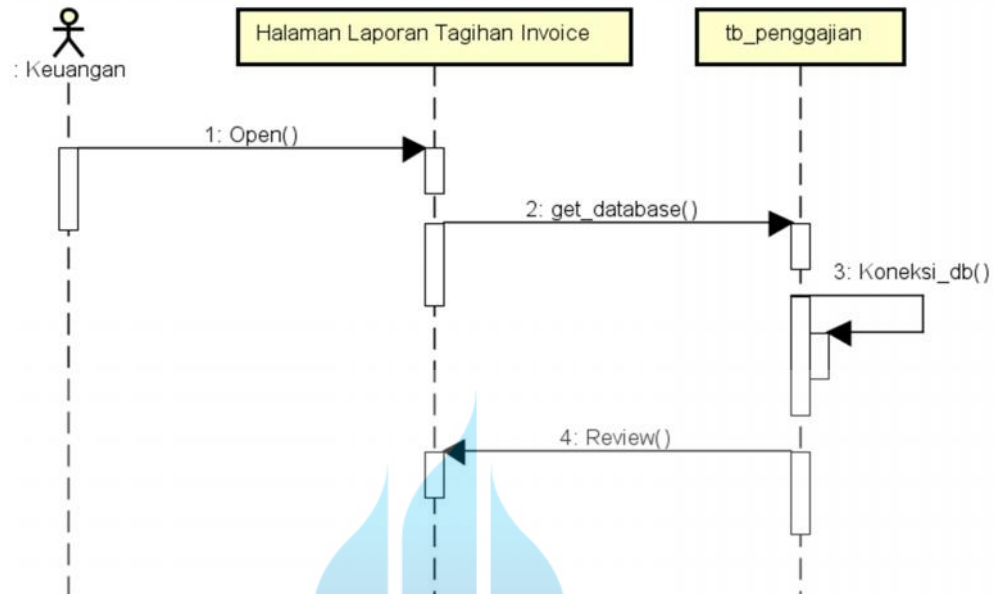 Halaman Laporan Tagihan Invoice
tb_penggajian
: Keuangan
1: Open()
2: get_database()
3: Koneksi_db()
4: Review()